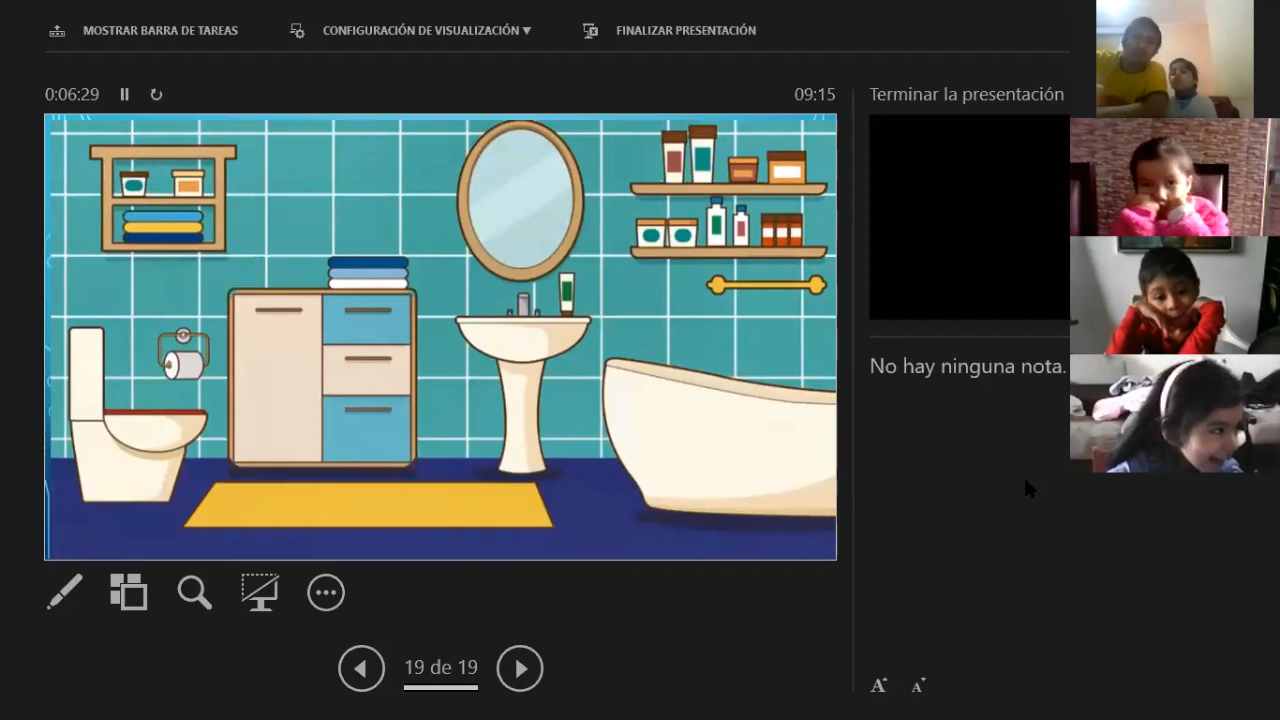 MOSTRAR BARRA DE TAREAS CONFIGURACIÓN DE VISUALIZACIÓN ▼ FINALIZAR PRESENTACIÓN
0:06:29 09:15 Terminar la presentación
No hay ninguna nota.
19 de 19
A A